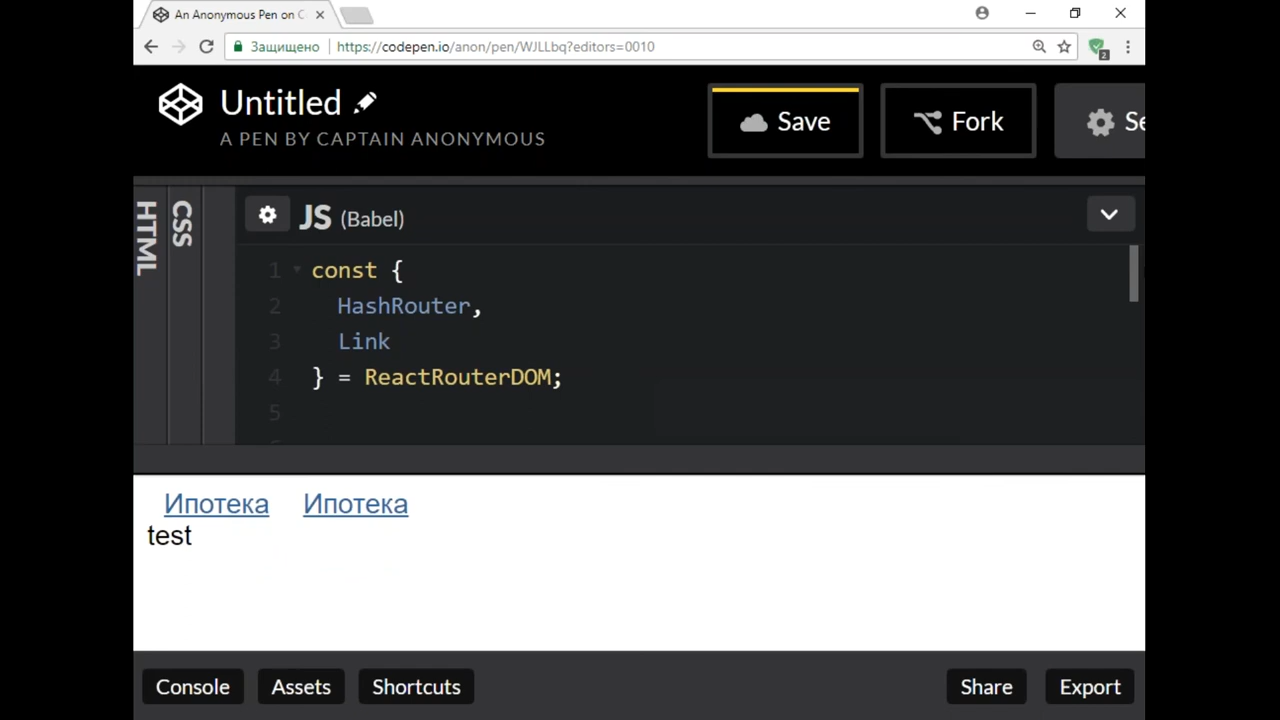 An Anonymous Pen on C
Защищено
https://codepen.io/anon/pen/WJLLbq?editors=0010
2
Untitled
A PEN BY CAPTAIN ANONYMOUS
Save
Fork
Se
HTML
CSS
JS (Babel)
1 const {
2 HashRouter,
3 Link
4 } = ReactRouterDOM;
5
Ипотека Ипотека
test
Console Assets Shortcuts Share Export